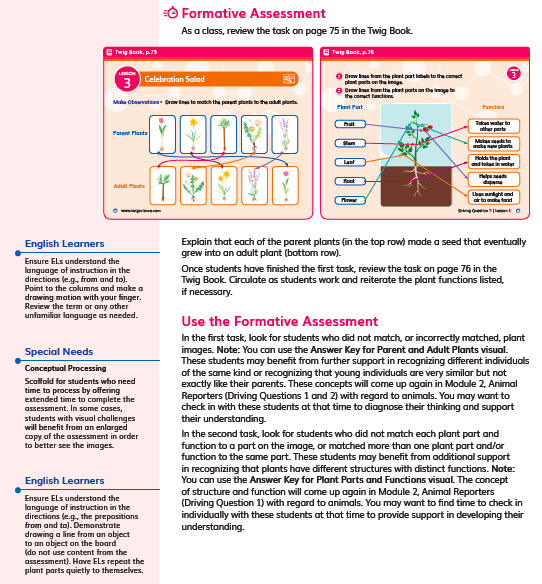 Formative Assessment
As a class, review the task on page 75 in the Twig Book.
Twig Book, p.75
LESSON
3
Celebration Salad
Make Observations • Draw lines to match the parent plants to the adult plants.
Parent Plants
Adult Plants
Twig Book, p.76
LESSON
3
1 Draw lines from the plant part labels to the correct
plant parts on the image.
2 Draw lines from the plant parts on the image to
the correct functions.
Plant Part
Function
Fruit
Stem
Leaf
Root
Flower
Takes water to
other parts
Makes seeds to
make new plants
Holds the plant
and takes in water
Helps seeds
disperse
Uses sunlight and
air to make food
Driving Question 1 | Lesson 3
English Learners
Ensure ELs understand the
language of instruction in the
directions (e.g., from and to).
Point to the columns and make a
drawing motion with your finger.
Review the term or any other
unfamiliar language as needed.
Special Needs
Conceptual Processing
Scaffold for students who need
time to process by offering
extended time to complete the
assessment. In some cases,
students with visual challenges
will benefit from an enlarged
copy of the assessment in order
to better see the images.
English Learners
Ensure ELs understand the
language of instruction in the
directions (e.g., the prepositions
from and to). Demonstrate
drawing a line from an object
to an object on the board
(do not use content from the
assessment). Have ELs repeat the
plant parts quietly to themselves.
Explain that each of the parent plants (in the top row) made a seed that eventually
grew into an adult plant (bottom row).
Once students have finished the first task, review the task on page 76 in the
Twig Book. Circulate as students work and reiterate the plant functions listed,
if necessary.
Use the Formative Assessment
In the first task, look for students who did not match, or incorrectly matched, plant
images. Note: You can use the Answer Key for Parent and Adult Plants visual.
These students may benefit from further support in recognizing different individuals
of the same kind or recognizing that young individuals are very similar but not
exactly like their parents. These concepts will come up again in Module 2, Animal
Reporters (Driving Questions 1 and 2) with regard to animals. You may want to
check in with these students at that time to diagnose their thinking and support
their understanding.
In the second task, look for students who did not match each plant part and
function to a part on the image, or matched more than one plant part and/or
function to the same part. These students may benefit from additional support
in recognizing that plants have different structures with distinct functions. Note:
You can use the Answer Key for Plant Parts and Functions visual. The concept
of structure and function will come up again in Module 2, Animal Reporters
(Driving Question 1) with regard to animals. You may want to find time to check in
individually with these students at that time to provide support in developing their
understanding.